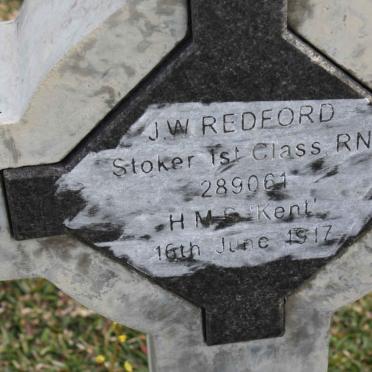 J W REDFORD
Stoker 1st Class RN
289061
H M S 'Kent'
16th June 1917